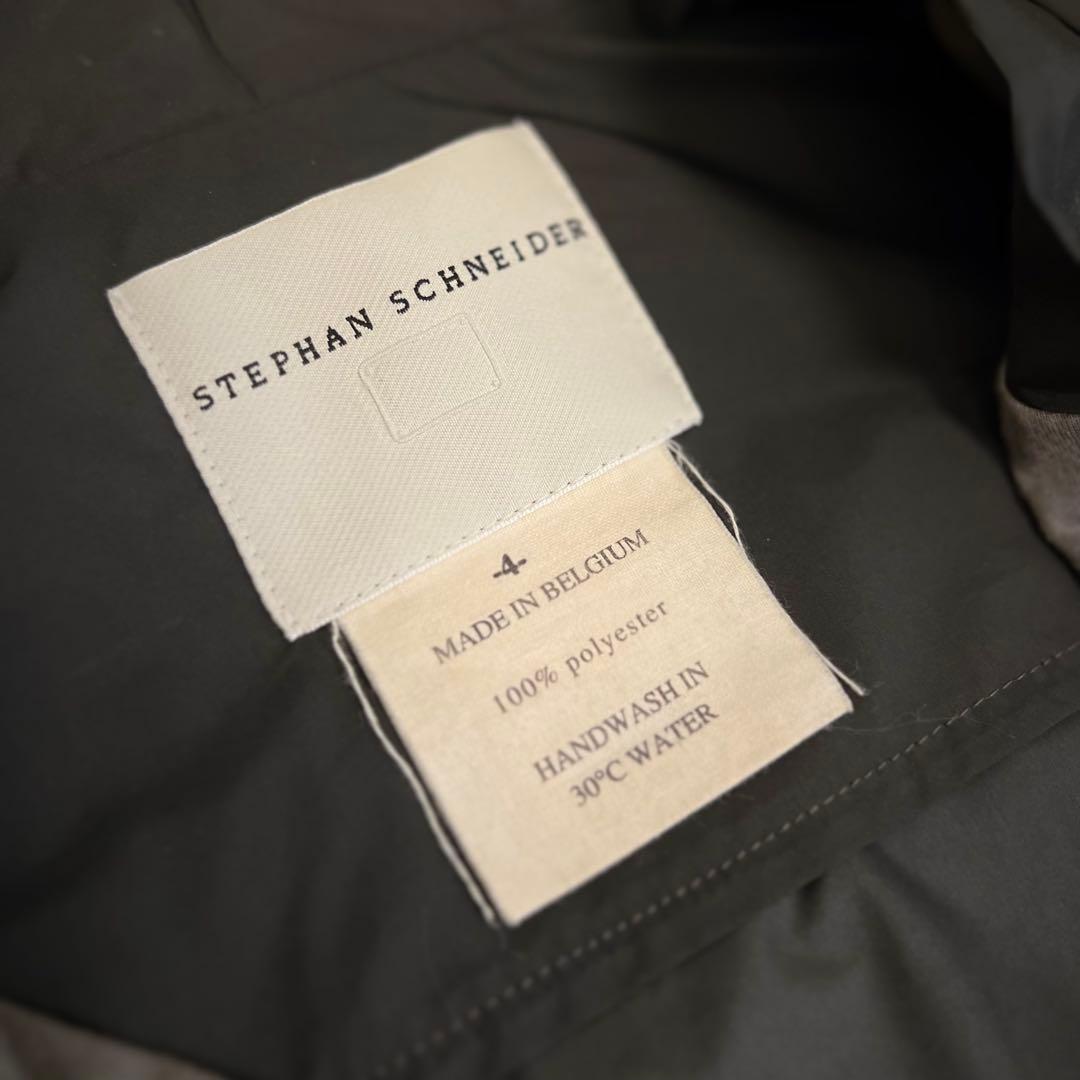 STEPHAN SCHNEIDER
-4-
MADE IN BELGIUM
100% polyester
HANDWASH IN
30°C WATER